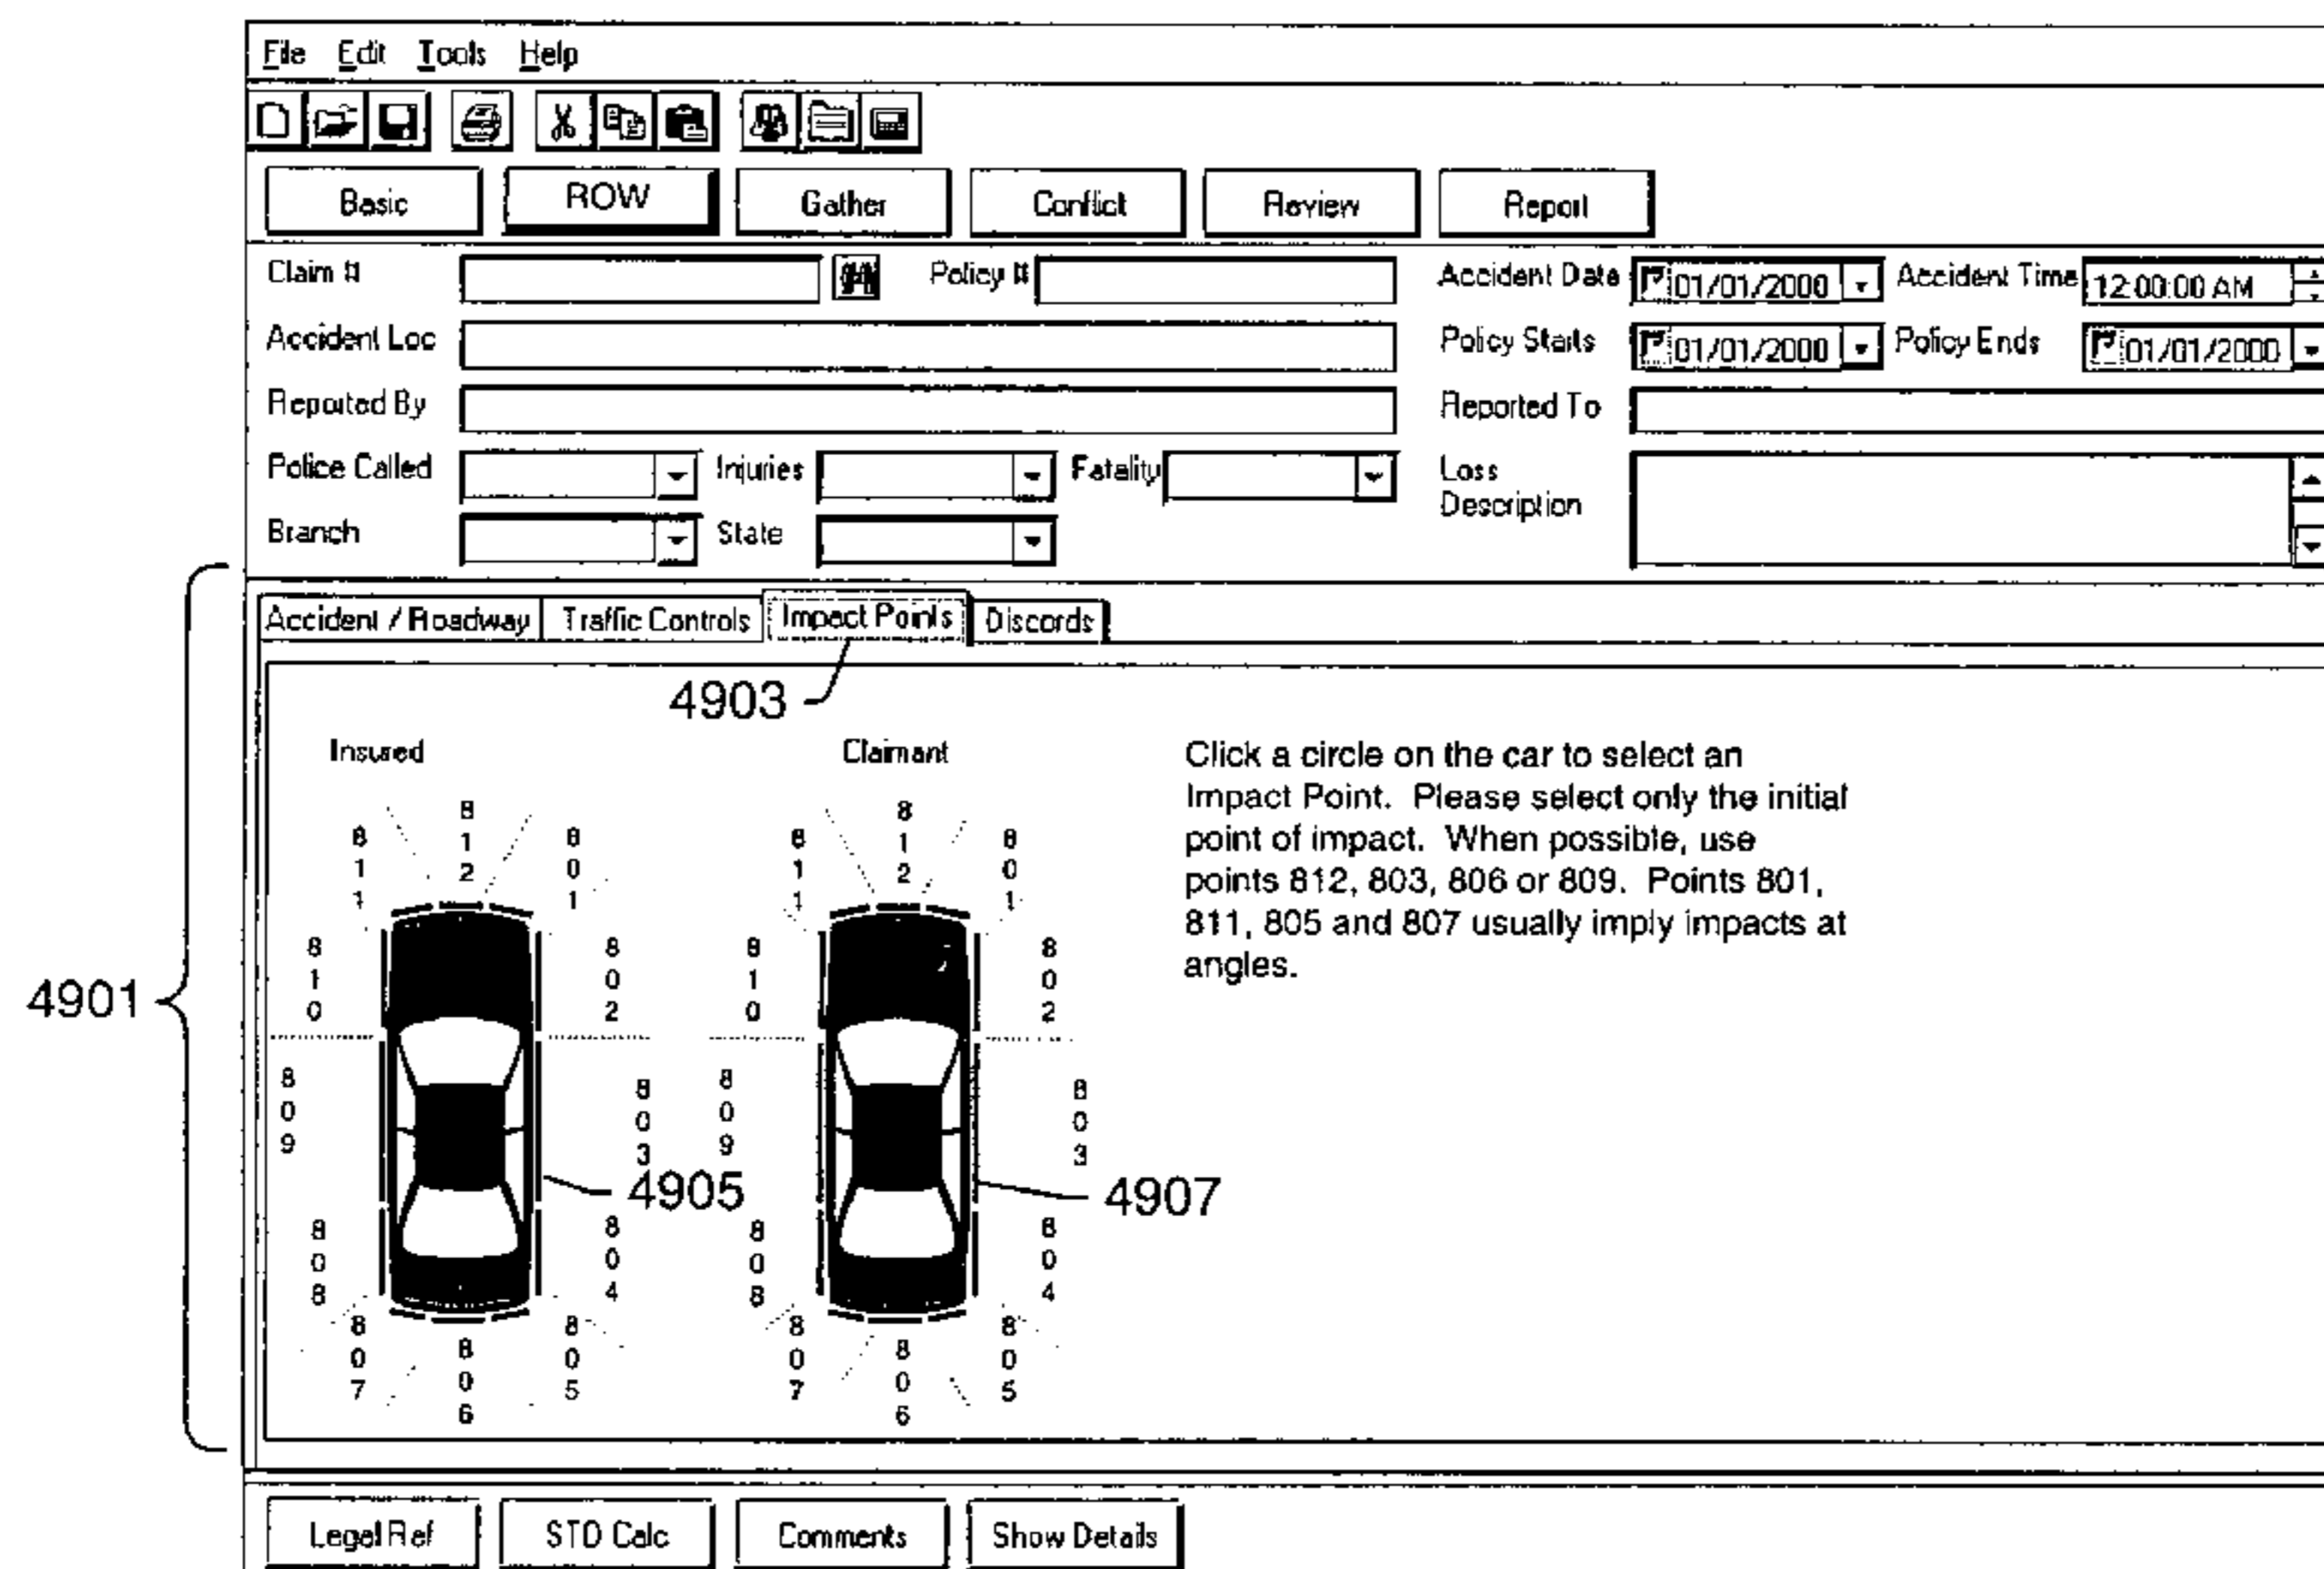 File Edit Tools Help
Basic ROW Gather Conflict Review Report
Claim # Policy # Accident Date 01/01/2000 Accident Time 12:00:00 AM
Accident Loc Policy Starts 01/01/2000 Policy Ends 01/01/2000
Reported By Reported To
Police Called Injuries Fatality Loss
Description
Branch State
Accident / Roadway Traffic Controls Impact Points Discords
4903
4901
Insured Claimant
811 812 801
810 802
809 803
808 804
807 806 805
4905
811 812 801
810 802
809 803
808 804
807 806 805
4907
Click a circle on the car to select an
Impact Point. Please select only the initial
point of impact. When possible, use
points 812, 803, 806 or 809. Points 801,
811, 805 and 807 usually imply impacts at
angles.
Legal Ref STD Calc Comments Show Details